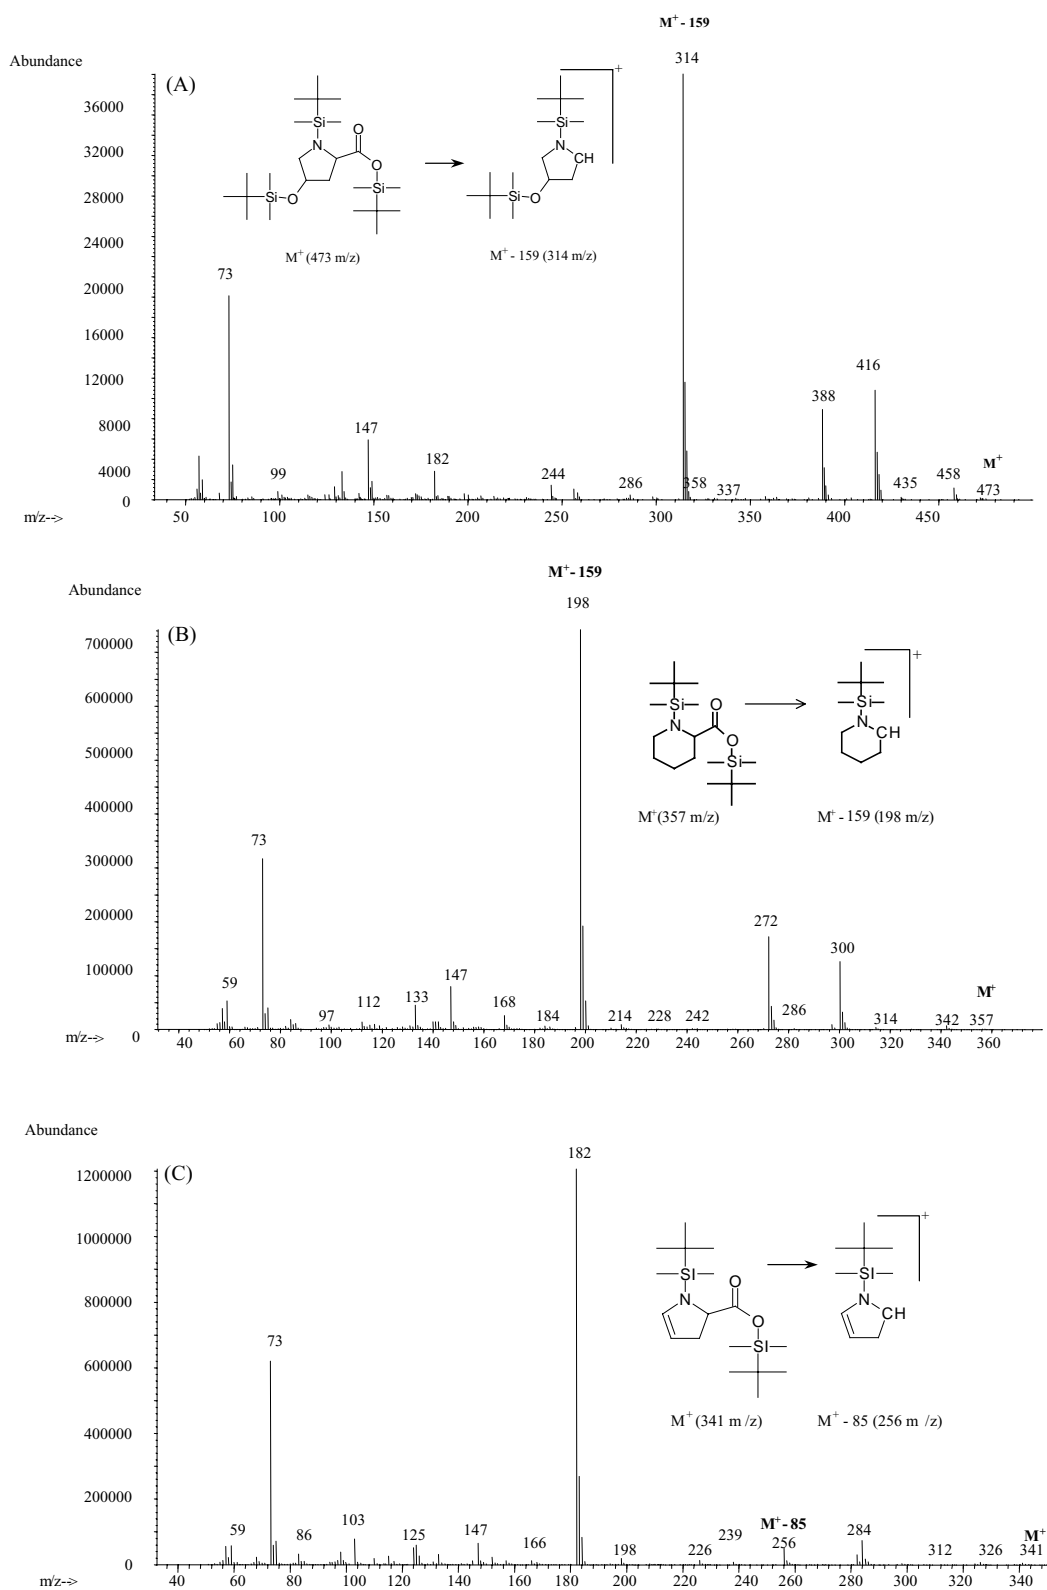 M⁺ - 159
314
Abundance
(A)
36000
32000
28000
24000
20000
16000
12000
8000
4000
0
Si
N
O
O
Si
Si
O
M⁺ (473 m/z)
+
Si
N
CH
Si
O
M⁺ - 159 (314 m/z)
73
99
147
182
244
286
358
337
388
416
435
458
M⁺
473
m/z-->
50 100 150 200 250 300 350 400 450
M⁺ - 159
Abundance
198
(B)
700000
600000
500000
400000
300000
200000
100000
0
Si
N
O
O
Si
M⁺(357 m/z)
+
Si
N
CH
M⁺ - 159 (198 m/z)
59
73
97
112
133
147
168
184
214
228
242
272
286
300
314
342
M⁺
357
m/z-->
40 60 80 100 120 140 160 180 200 220 240 260 280 300 320 340 360
Abundance
182
(C)
1200000
1000000
800000
600000
400000
200000
0
SI
N
O
O
SI
M⁺ (341 m /z)
+
SI
N
CH
M⁺ - 85 (256 m /z)
59
73
86
103
125
147
166
198
226
239
M⁺ - 85
256
284
312
326
M⁺
341
m/z-->
40 60 80 100 120 140 160 180 200 220 240 260 280 300 320 340